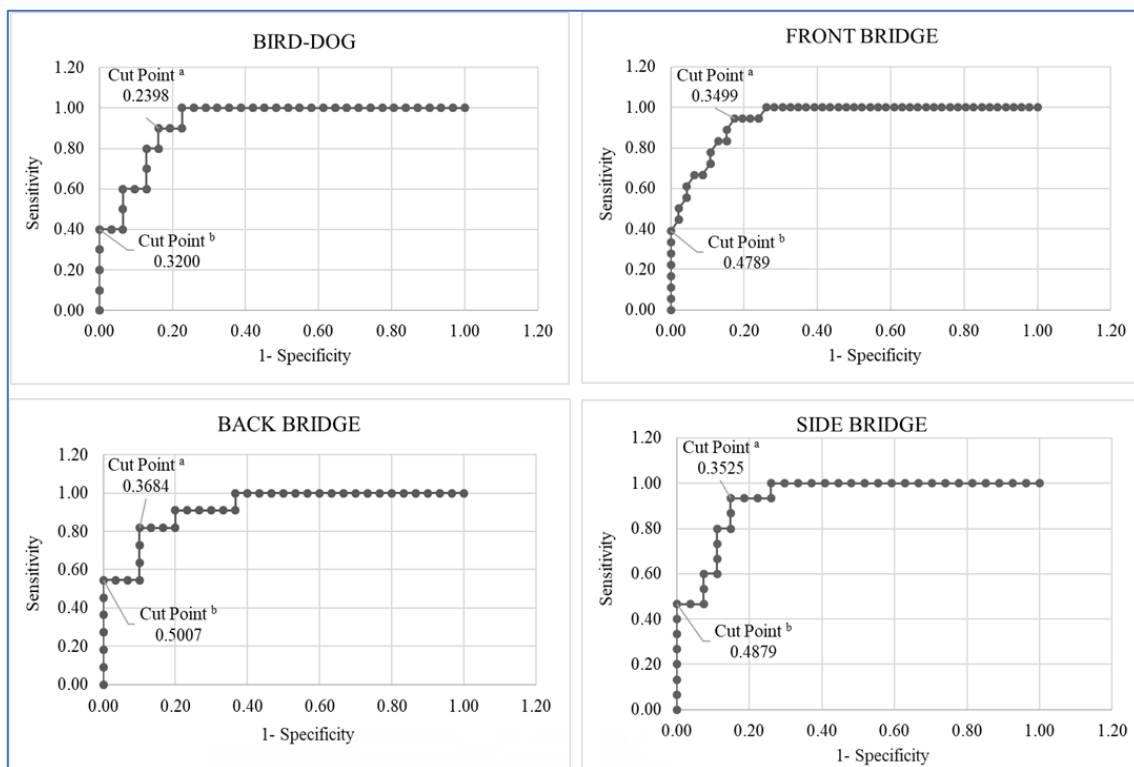 BIRD-DOG
1.20
Cut Point a
0.2398
1.00
0.80
0.60
0.40
0.20
0.00
Sensitivity
Cut Point b
0.3200
0.00 0.20 0.40 0.60 0.80 1.00 1.20
1- Specificity
FRONT BRIDGE
1.20
Cut Point a
0.3499
1.00
0.80
0.60
0.40
0.20
0.00
Sensitivity
Cut Point b
0.4789
0.00 0.20 0.40 0.60 0.80 1.00 1.20
1- Specificity
BACK BRIDGE
1.20
Cut Point a
0.3684
1.00
0.80
0.60
0.40
0.20
0.00
Sensitivity
Cut Point b
0.5007
0.00 0.20 0.40 0.60 0.80 1.00 1.20
1- Specificity
SIDE BRIDGE
1.20
Cut Point a
0.3525
1.00
0.80
0.60
0.40
0.20
0.00
Sensitivity
Cut Point b
0.4879
0.00 0.20 0.40 0.60 0.80 1.00 1.20
1- Specificity